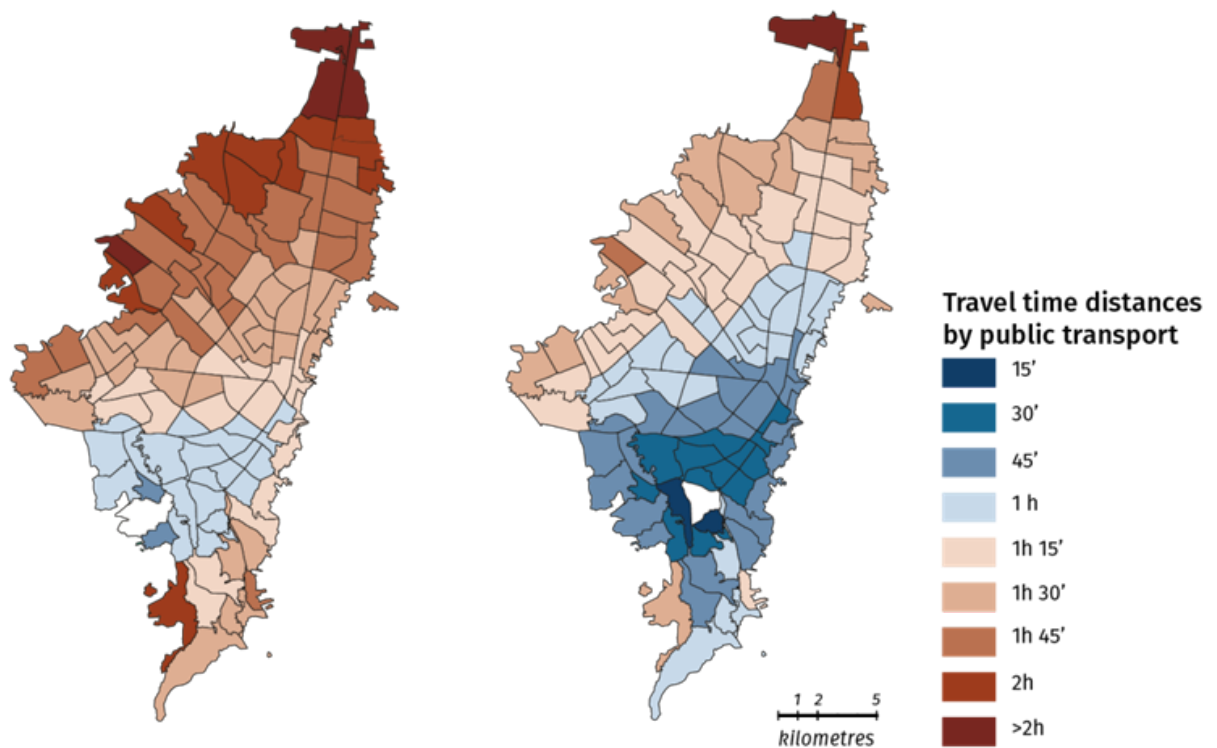 Travel time distances
by public transport
15’
30’
45’
1 h
1h 15’
1h 30’
1h 45’
2h
>2h
1 2 5
kilometres